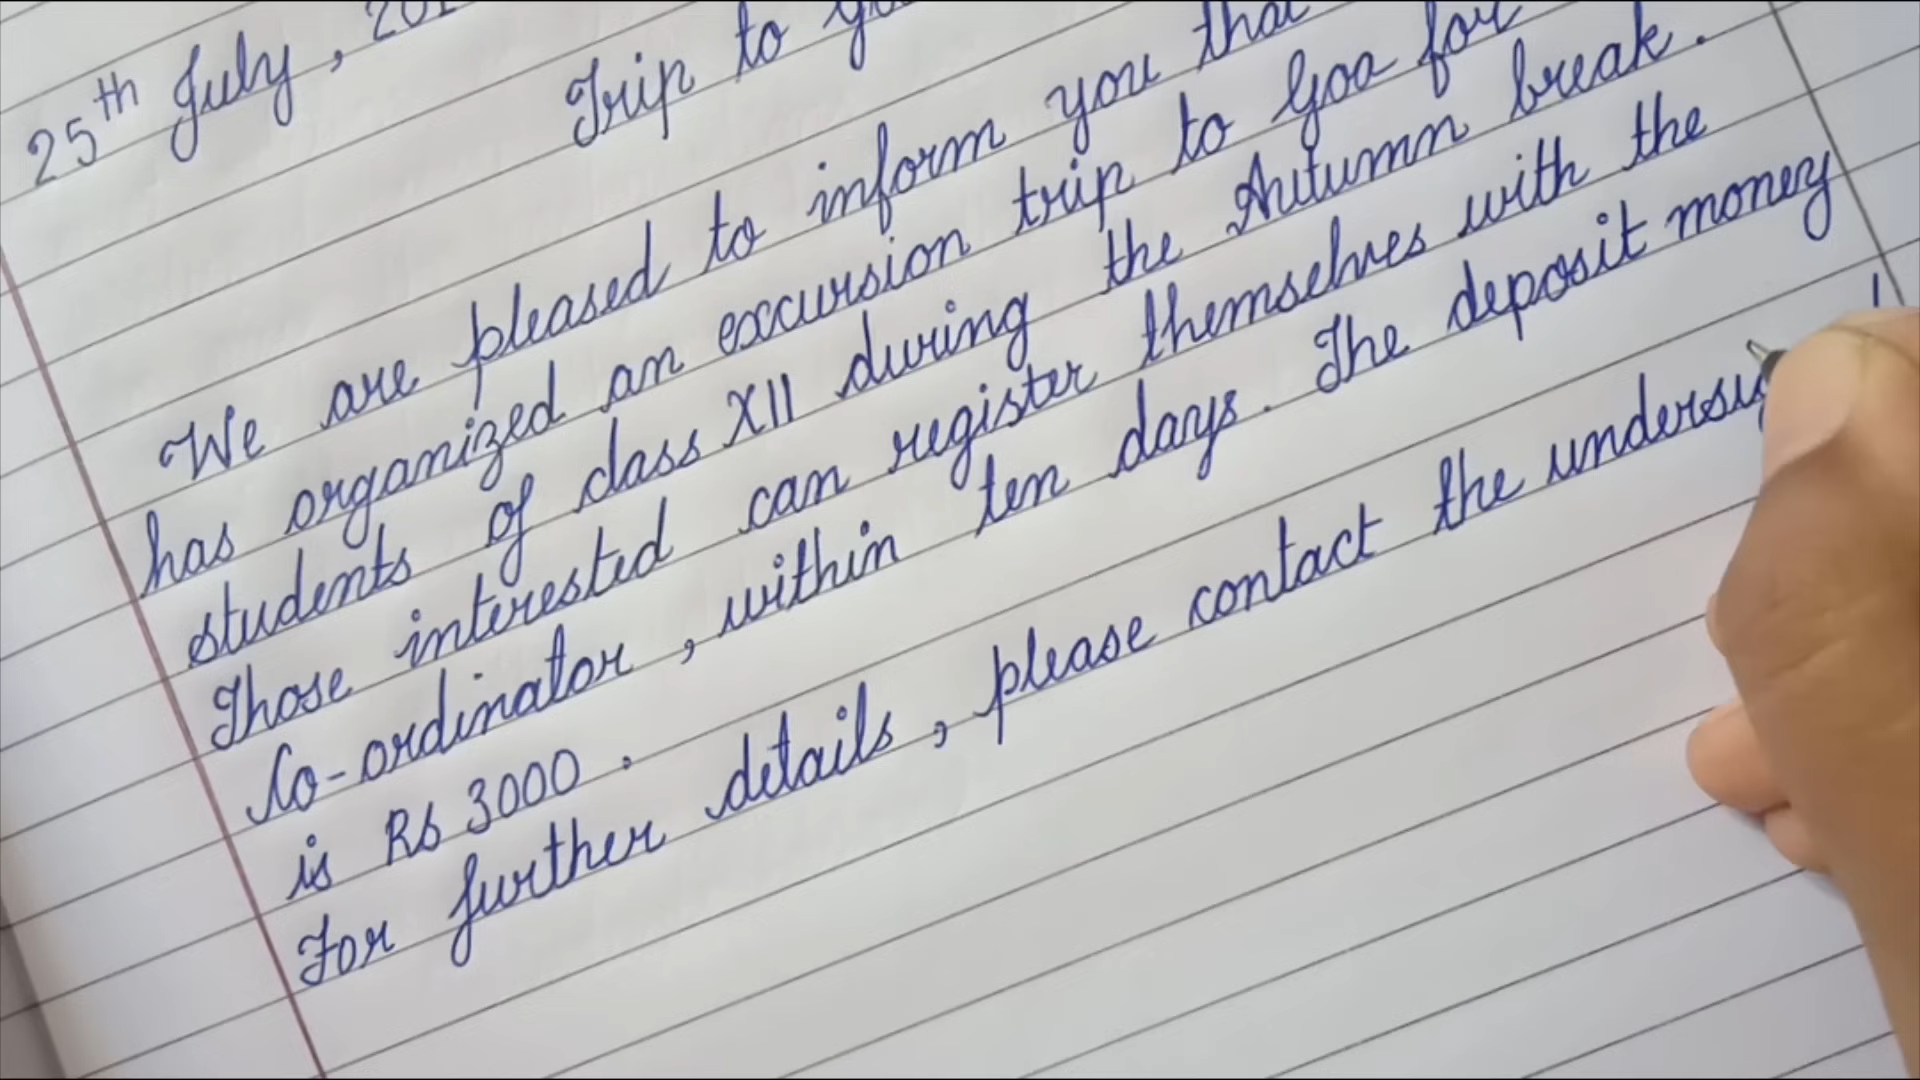 25th July, 201
Trip to
We are pleased to inform you that
has organized an excursion trip to Goa for
students of class XII during the Autumn break.
Those interested can register themselves with the
Co-ordinator, within ten days. The deposit money
is Rs 3000.
For further details, please contact the undersig